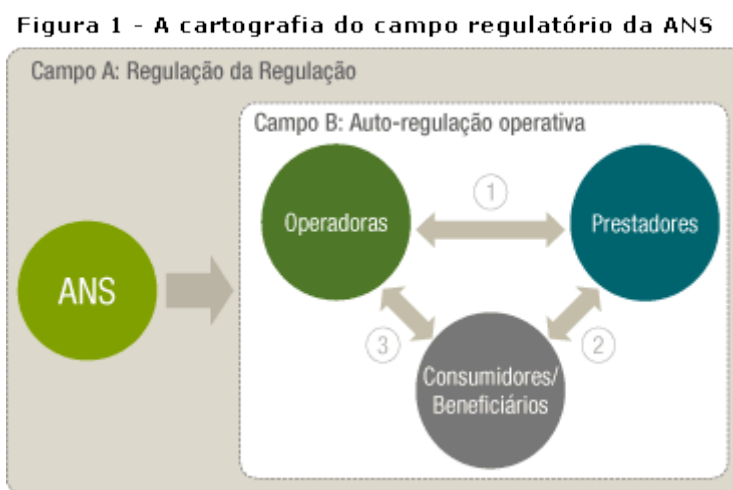 Figura 1 - A cartografia do campo regulatório da ANS
Campo A: Regulação da Regulação
Campo B: Auto-regulação operativa
Operadoras
1
Prestadores
ANS
3
2
Consumidores/
Beneficiários